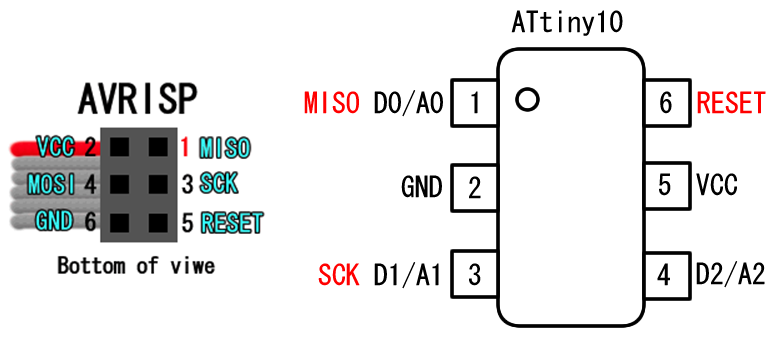 AVRISP
VCC 2 1 MISO
MOSI 4 3 SCK
GND 6 5 RESET
Bottom of viwe
ATtiny10
MISO D0/A0 1 6 RESET
GND 2 5 VCC
SCK D1/A1 3 4 D2/A2